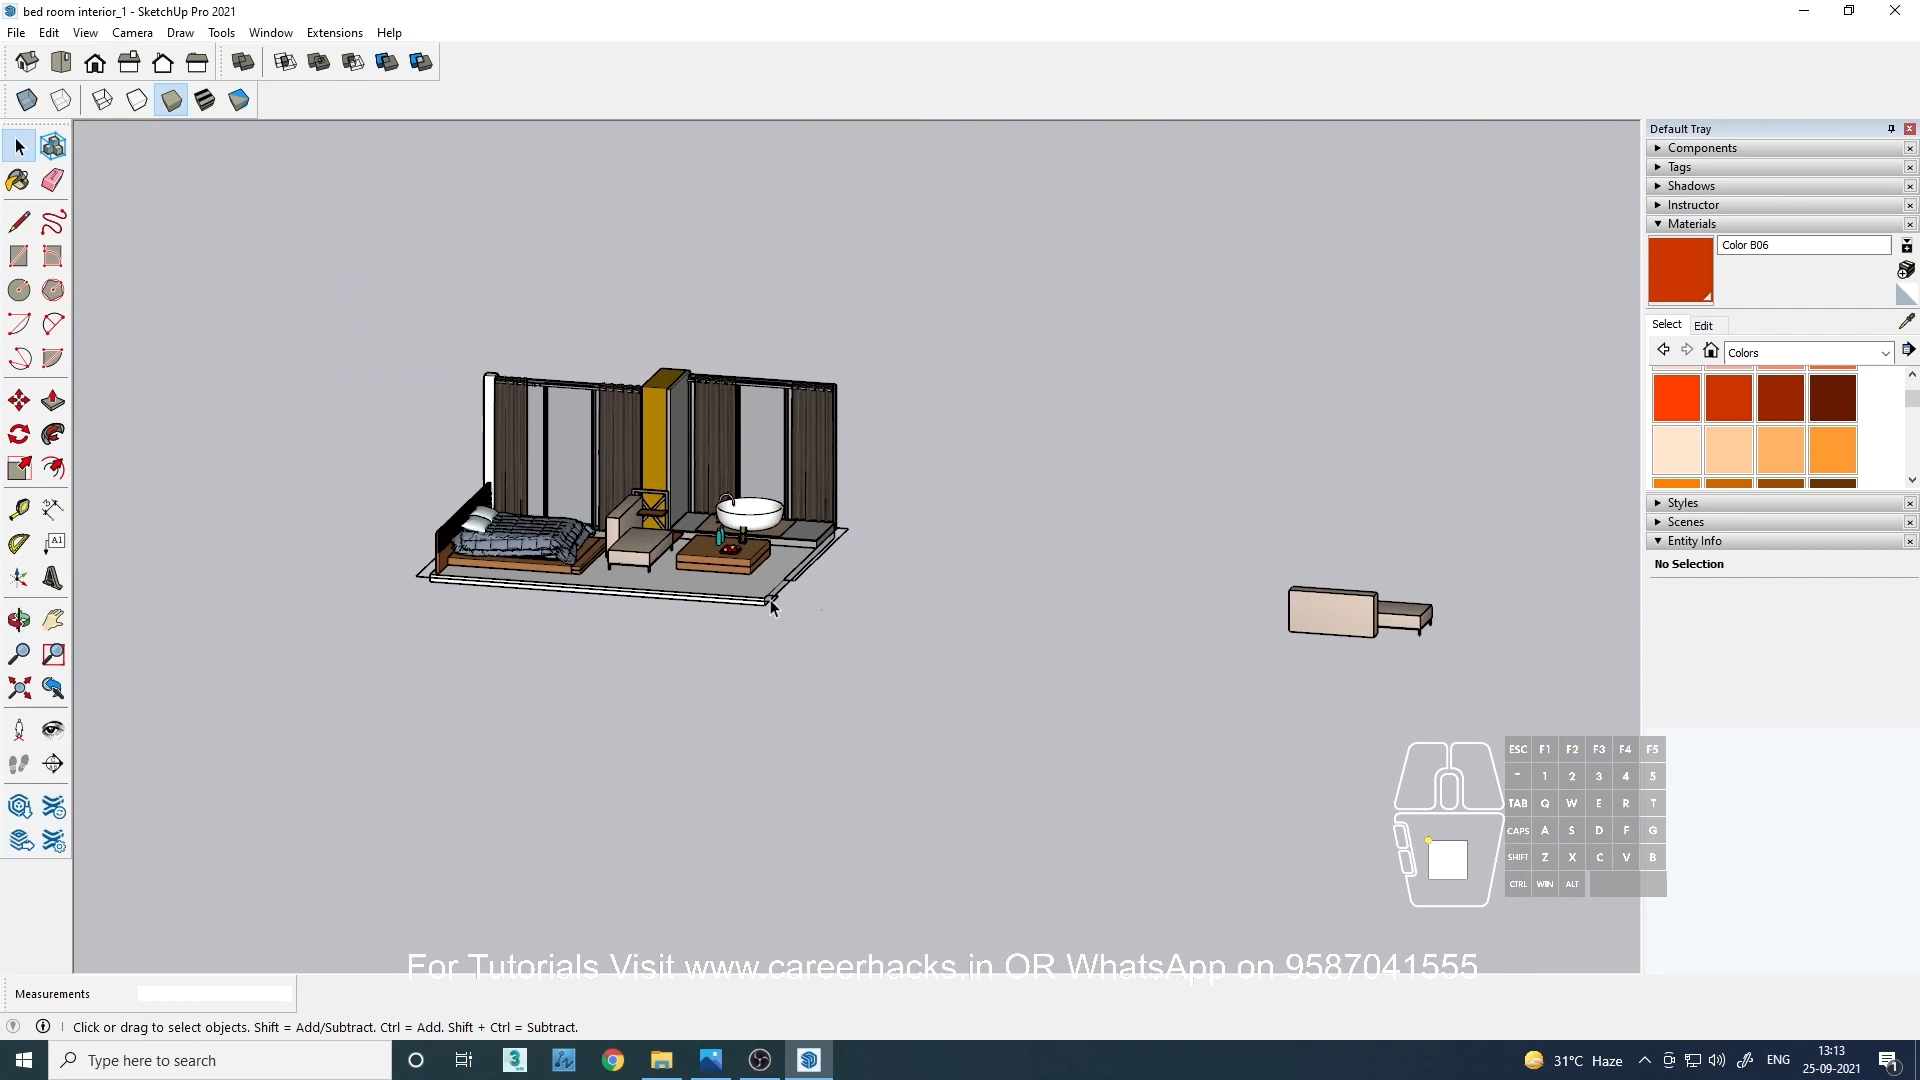 bed room interior_1 - SketchUp Pro 2021
File Edit View Camera Draw Tools Window Extensions Help
Default Tray
Components
Tags
Shadows
Instructor
Materials
Color B06
Select Edit
Colors
Styles
Scenes
Entity Info
No Selection
A1
ESC F1 F2 F3 F4 F5
~ 1 2 3 4 5
TAB Q W E R T
CAPS A S D F G
SHIFT Z X C V B
CTRL WIN ALT
For Tutorials Visit www.careerhacks.in OR WhatsApp on 9587041555
Measurements
Click or drag to select objects. Shift = Add/Subtract. Ctrl = Add. Shift + Ctrl = Subtract.
Type here to search
31°C Haze
ENG
13:13
25-09-2021
1